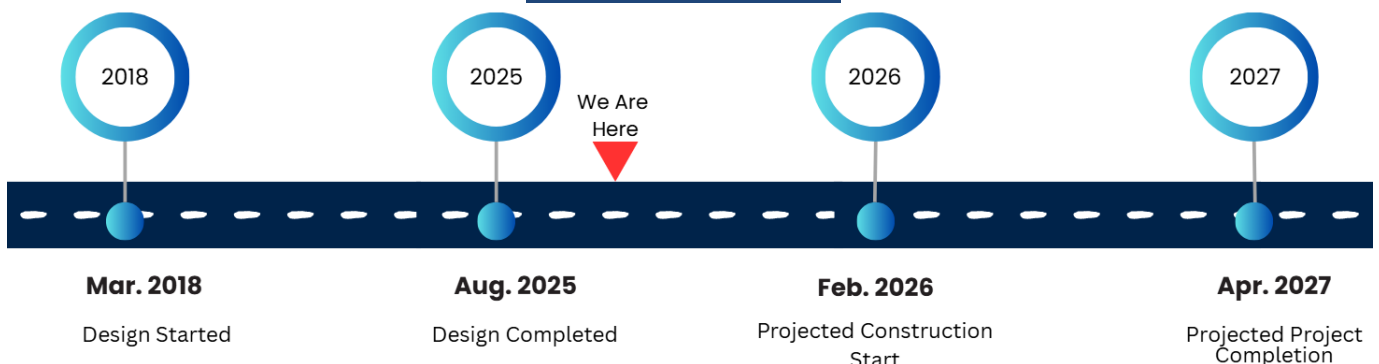 2018
2025
2026
2027
We Are
Here
Mar. 2018
Aug. 2025
Feb. 2026
Apr. 2027
Design Started
Design Completed
Projected Construction
Start
Projected Project
Completion